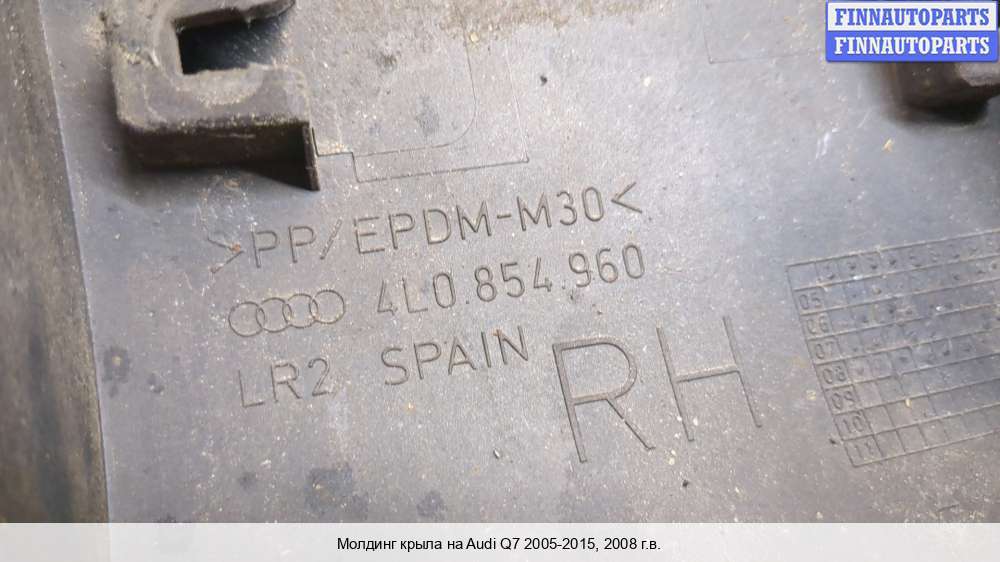 FINNAUTOPARTS
FINNAUTOPARTS
>PP/EPDM-M30<
4L0.854.960
LR2 SPAIN
RH
05
06
07
08
09
10
11
Молдинг крыла на Audi Q7 2005-2015, 2008 г.в.